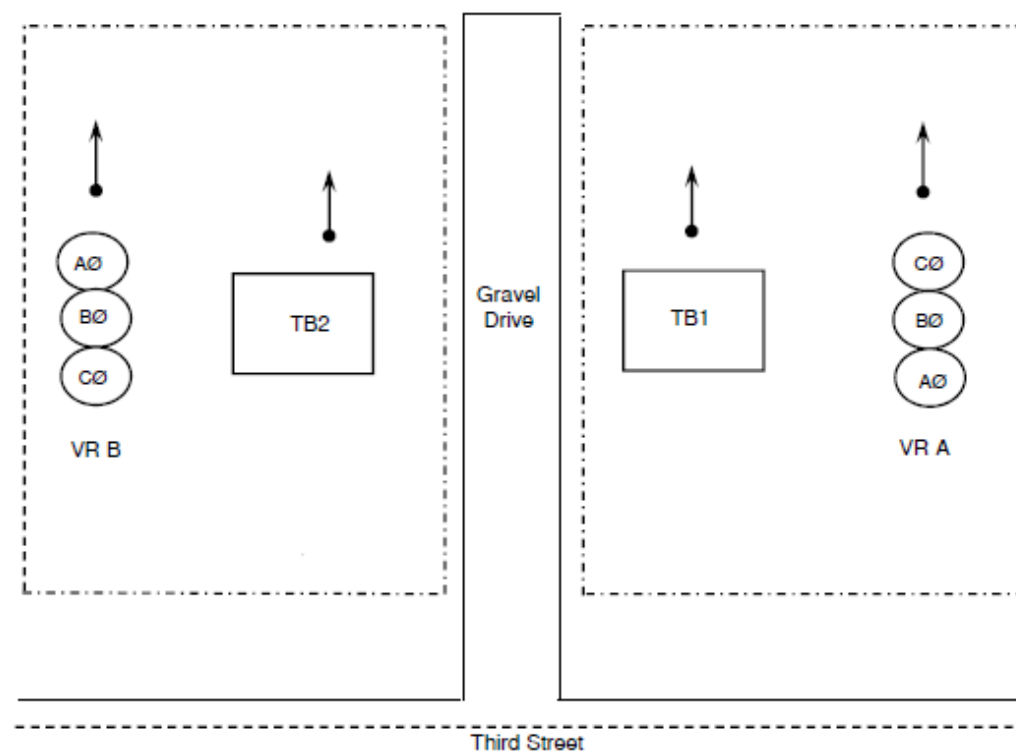 AØ
BØ
CØ
VR B
TB2
Gravel
Drive
TB1
CØ
BØ
AØ
VR A
Third Street